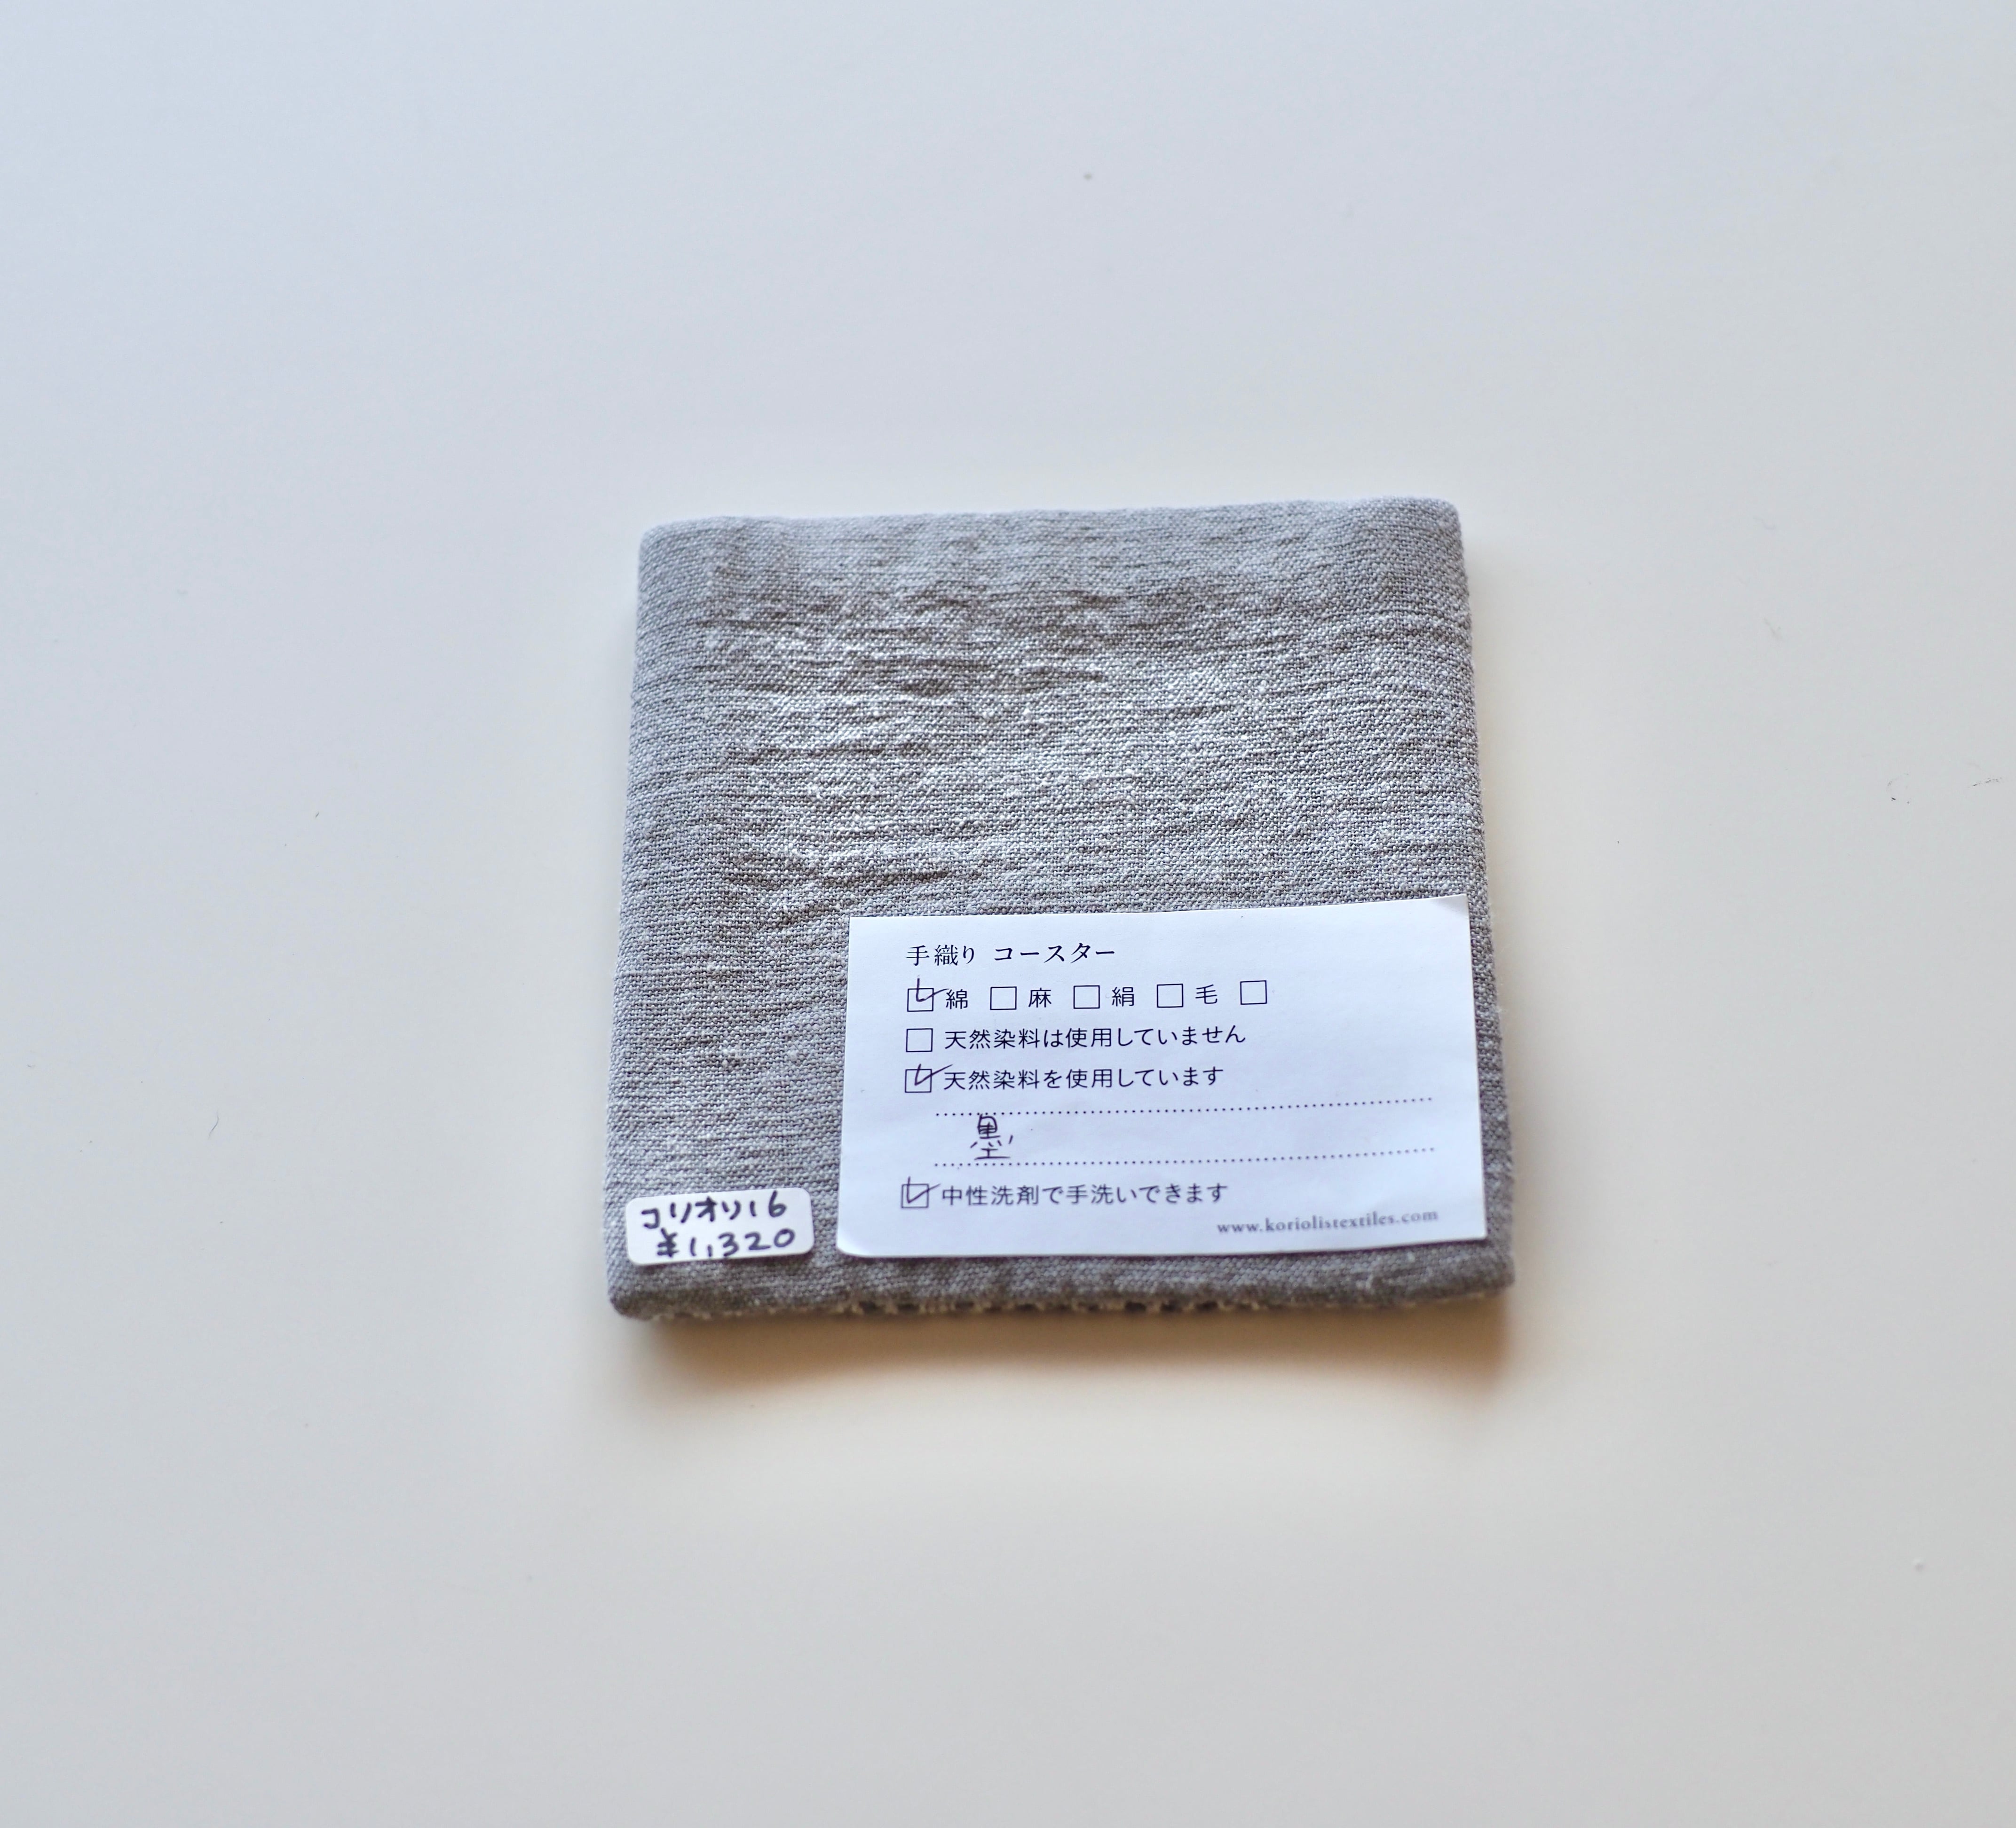 手織り コースター
☑綿 □麻 □絹 □毛 □
□天然染料は使用していません
☑天然染料を使用しています
墨
☑中性洗剤で手洗いできます
www.koriolistextiles.com
コリオリ16
¥1,320